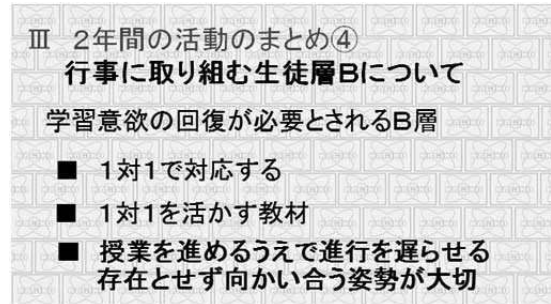 Ⅲ 2年間の活動のまとめ④
行事に取り組む生徒層Bについて
学習意欲の回復が必要とされるB層
■ 1対1で対応する
■ 1対1を活かす教材
■ 授業を進めるうえで進行を遅らせる
存在とせず向かい合う姿勢が大切